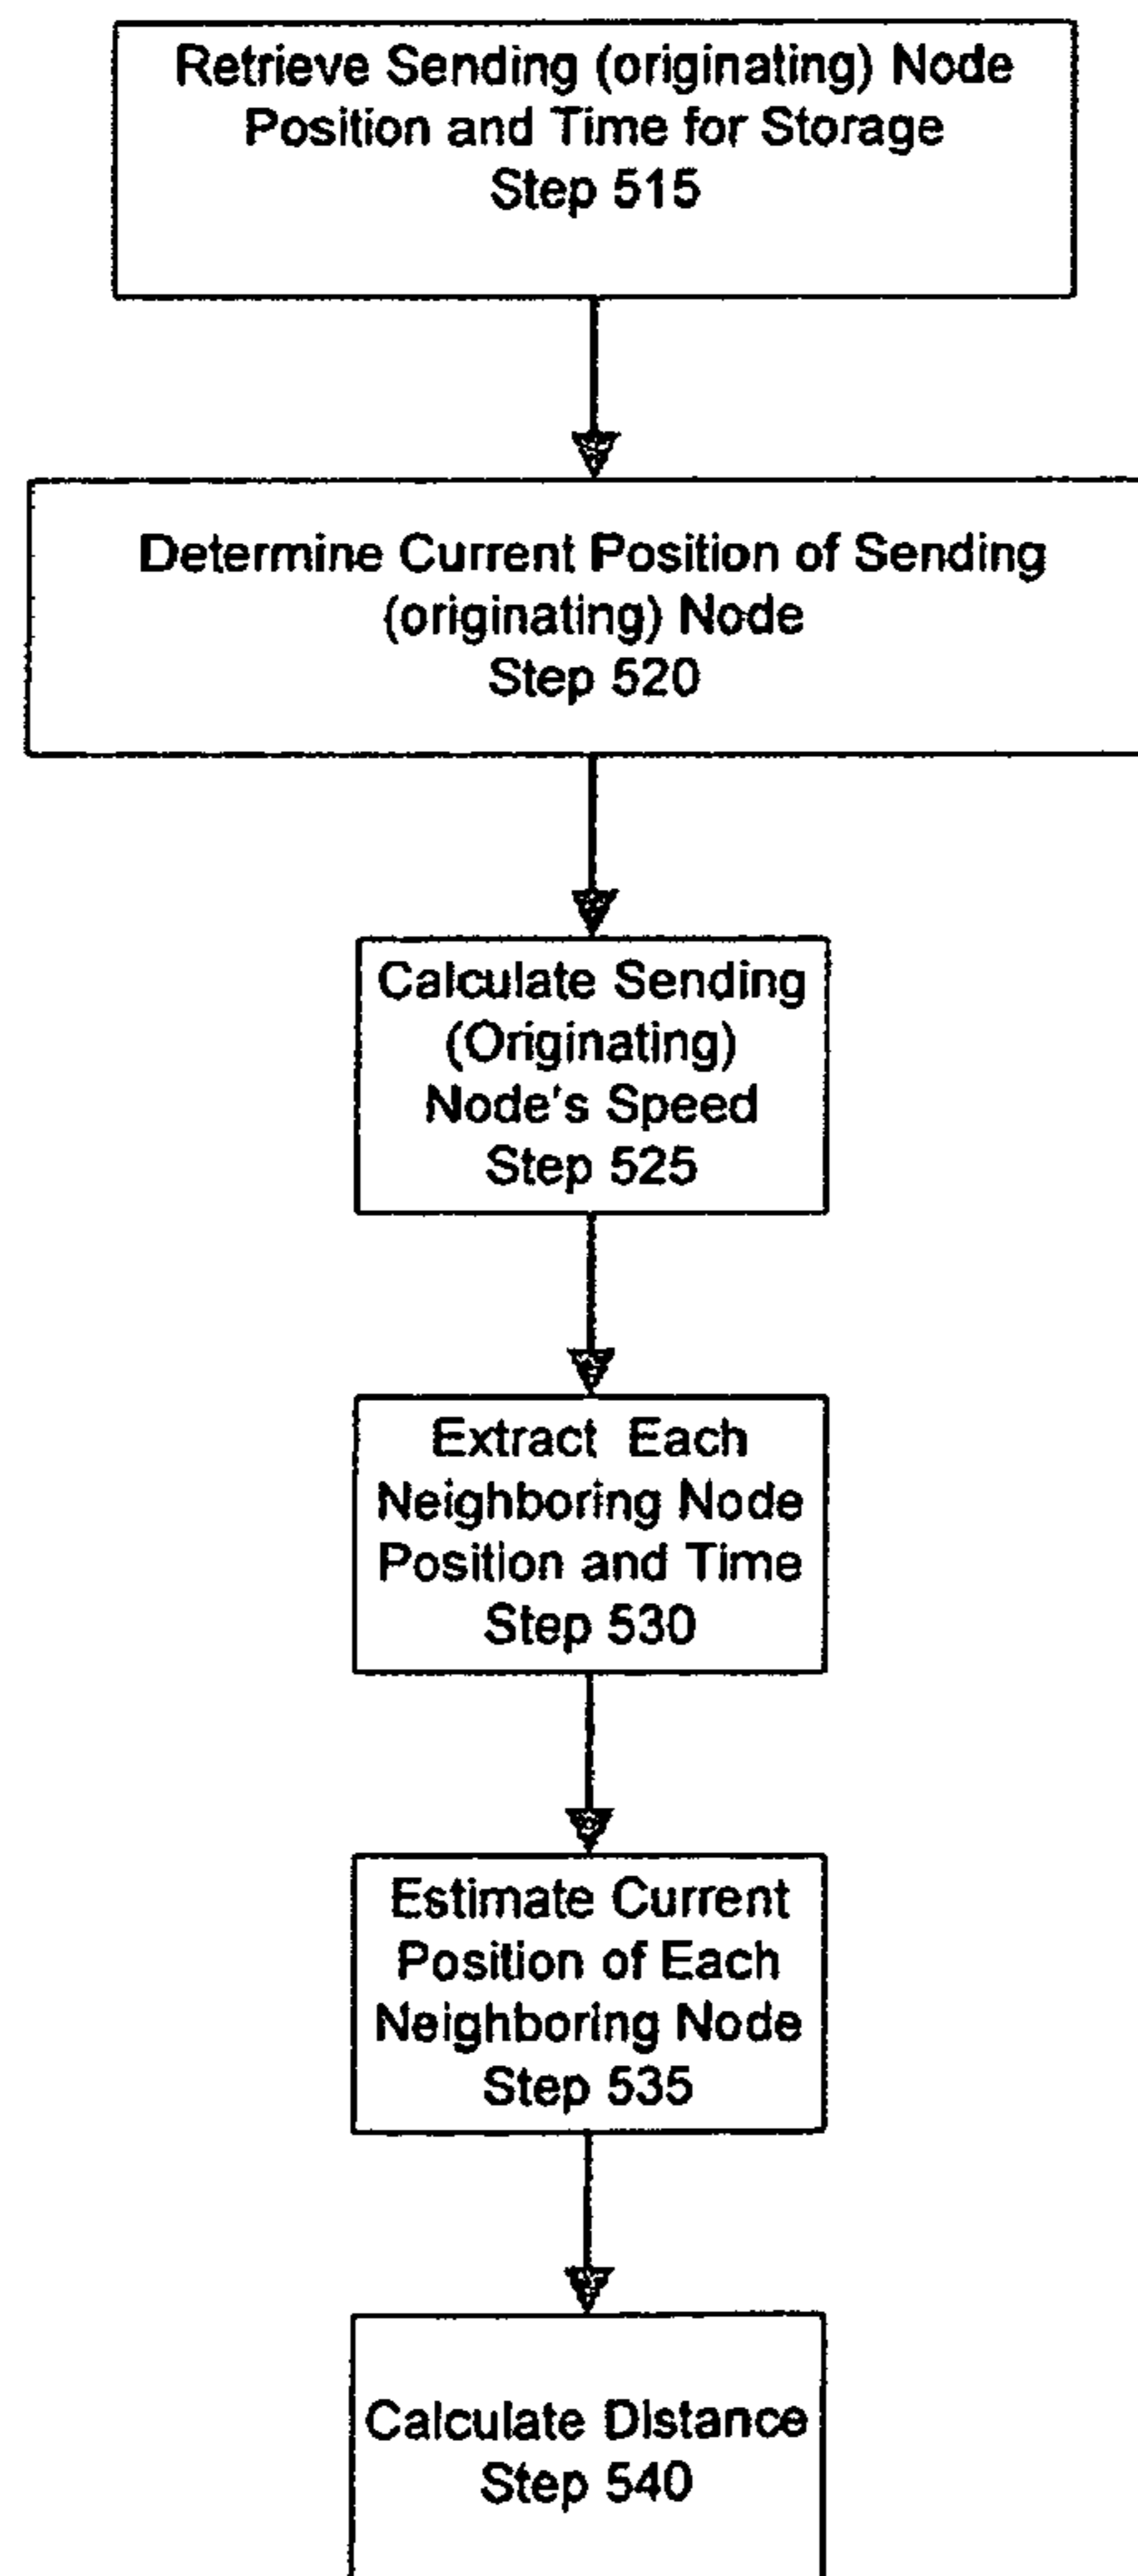 Retrieve Sending (originating) Node
Position and Time for Storage
Step 515
Determine Current Position of Sending
(originating) Node
Step 520
Calculate Sending
(Originating)
Node's Speed
Step 525
Extract Each
Neighboring Node
Position and Time
Step 530
Estimate Current
Position of Each
Neighboring Node
Step 535
Calculate Distance
Step 540